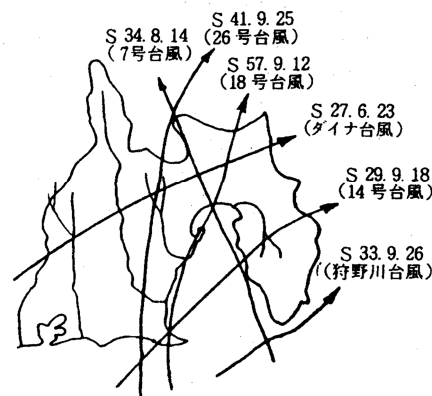 S 41.9.25
(26号台風)
S 34.8.14
(7号台風)
S 57.9.12
(18号台風)
S 27.6.23
(ダイナ台風)
S 29.9.18
(14号台風)
S 33.9.26
(狩野川台風)